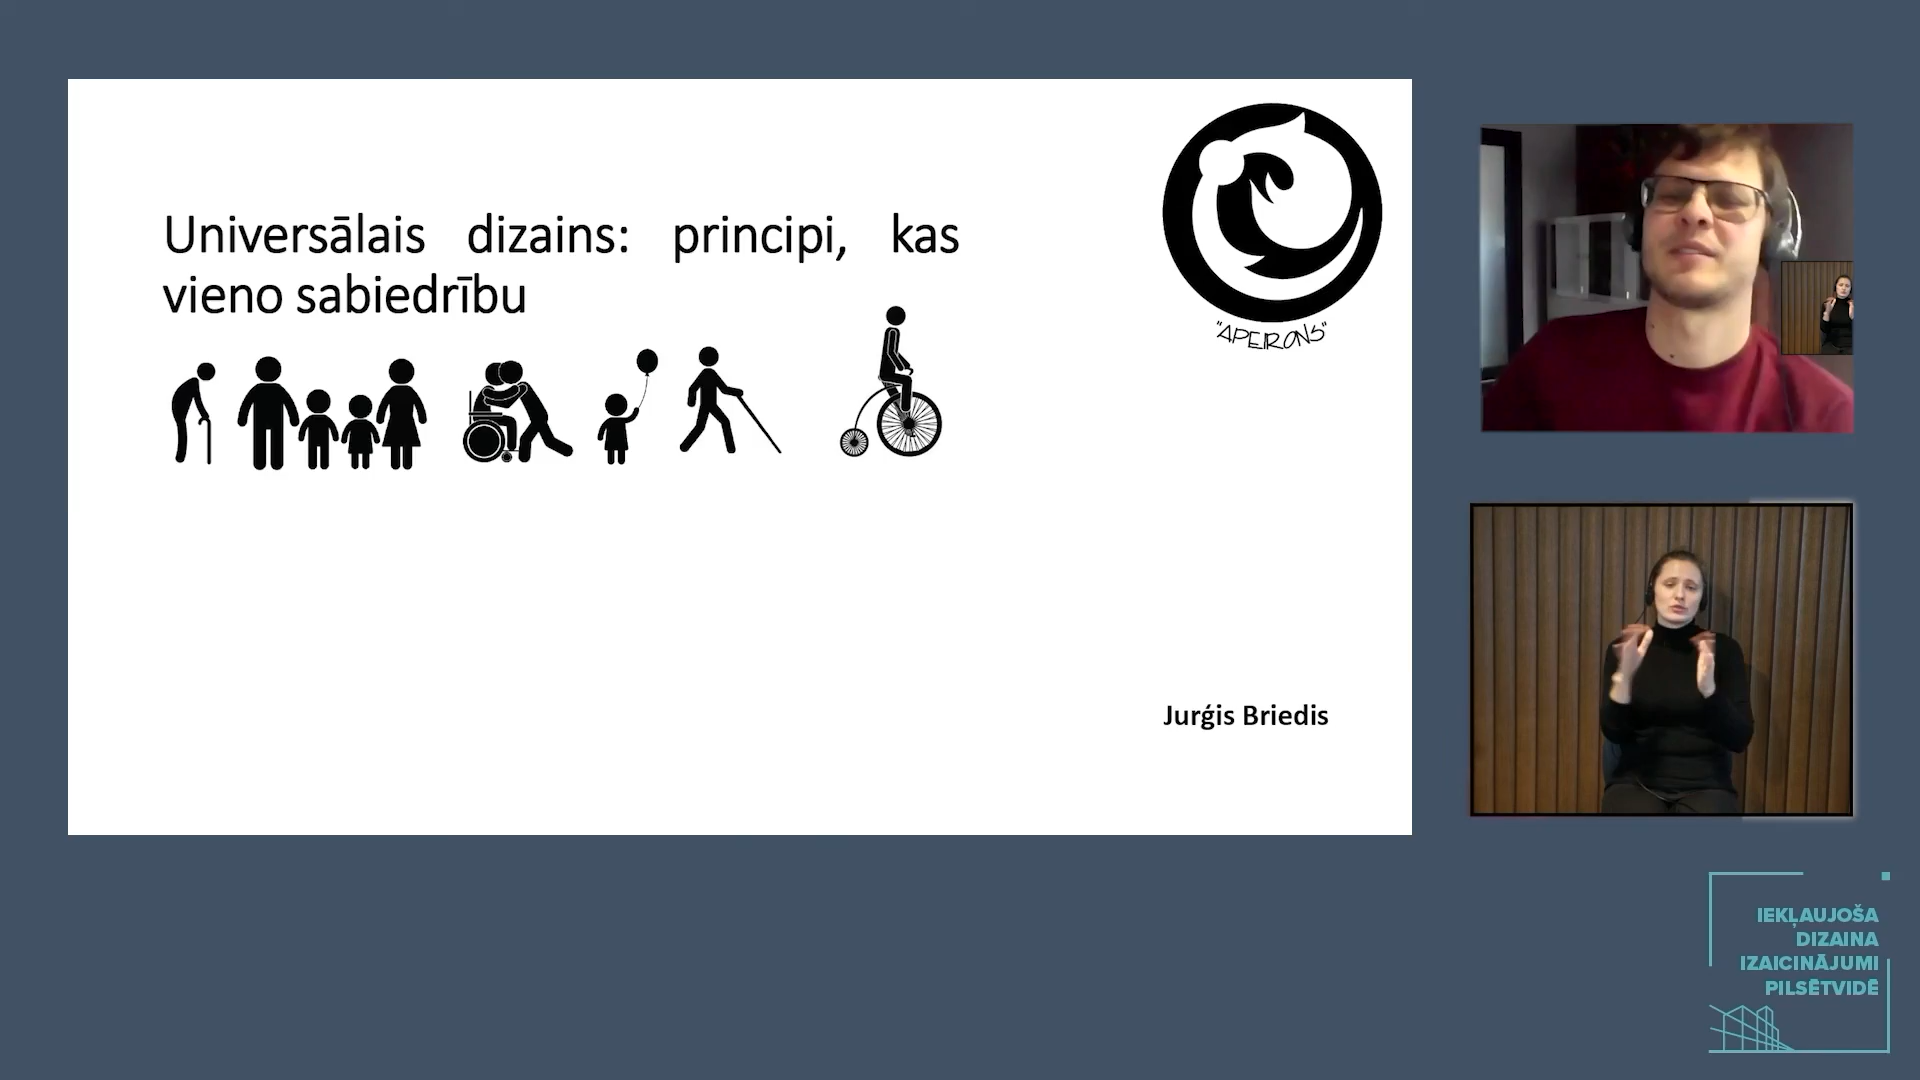 Universālais dizains: principi, kas
vieno sabiedrību
"APEIRONS"
Jurģis Briedis
IEKĻAUJOŠA
DIZAINA
IZAICINĀJUMI
PILSĒTVIDĒ